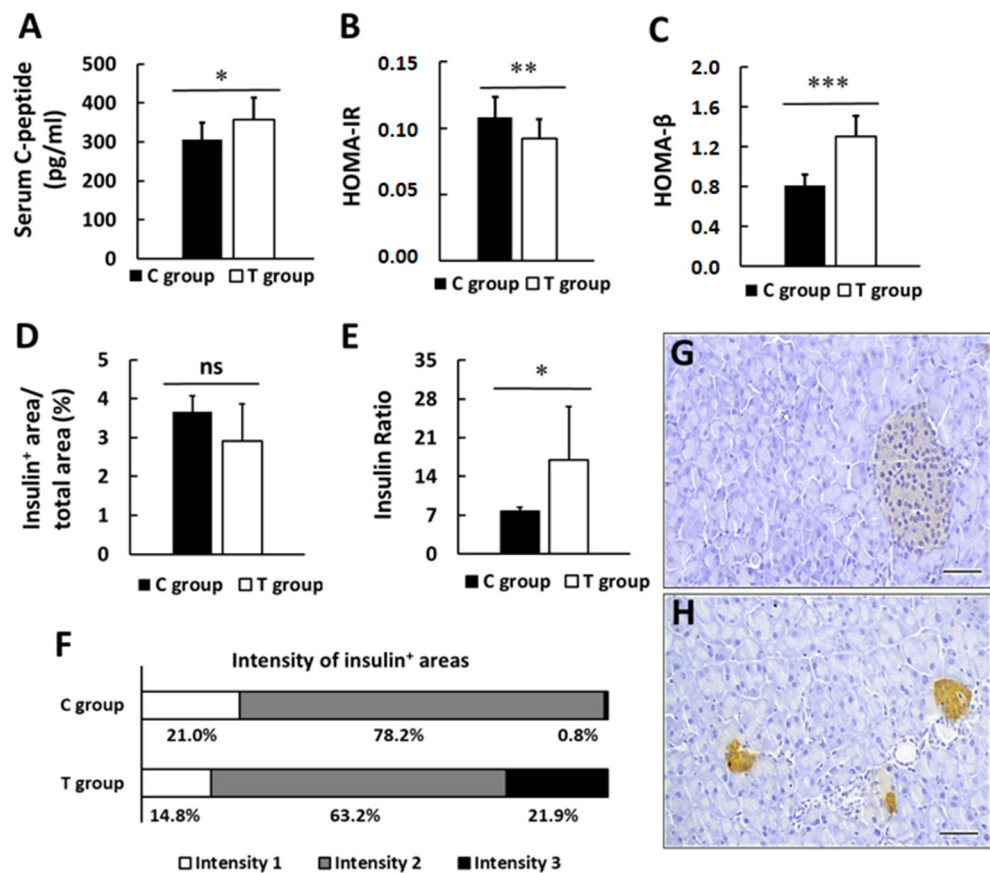 A
Serum C-peptide
(pg/ml)
500
400
300
200
100
0
*
■ C group □ T group
B
HOMA-IR
0.15
0.10
0.05
0.00
**
■ C group □ T group
C
HOMA-β
2.0
1.6
1.2
0.8
0.4
0.0
***
■ C group □ T group
D
Insulin⁺ area/
total area (%)
5
4
3
2
1
0
ns
■ C group □ T group
E
Insulin Ratio
35
28
21
14
7
0
*
■ C group □ T group
G
H
F
Intensity of insulin⁺ areas
C group
21.0% 78.2% 0.8%
T group
14.8% 63.2% 21.9%
□ Intensity 1 ■ Intensity 2 ■ Intensity 3